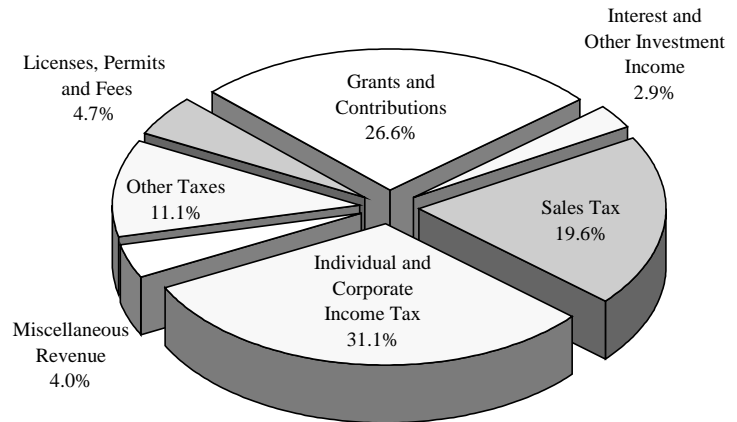 Interest and
Other Investment
Income
2.9%
Licenses, Permits
and Fees
4.7%
Grants and
Contributions
26.6%
Other Taxes
11.1%
Sales Tax
19.6%
Individual and
Corporate
Income Tax
31.1%
Miscellaneous
Revenue
4.0%